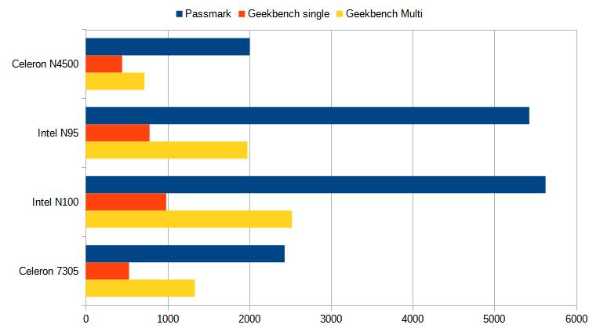 Passmark Geekbench single Geekbench Multi
Celeron N4500
Intel N95
Intel N100
Celeron 7305
0 1000 2000 3000 4000 5000 6000